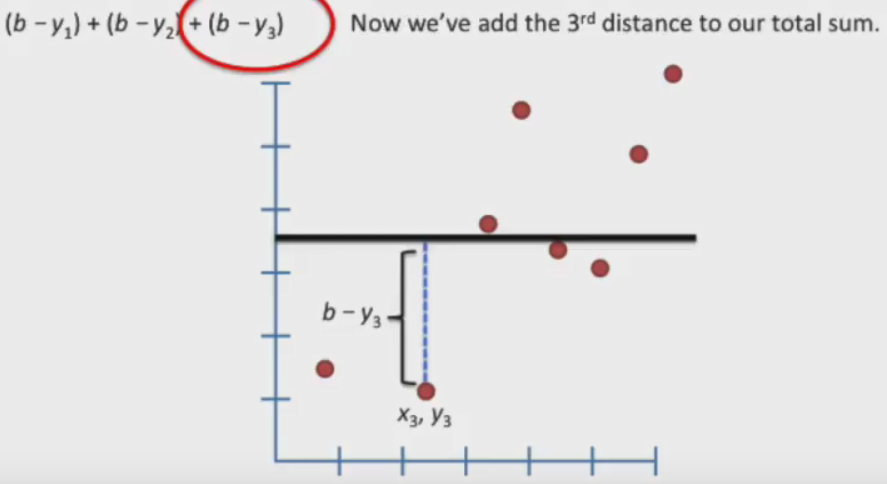 (b – y₁) + (b – y₂) + (b – y₃) Now we've add the 3ʳᵈ distance to our total sum.
b – y₃
x₃, y₃